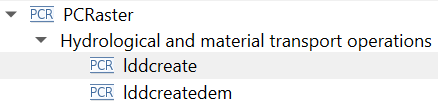 PCR PCRaster
Hydrological and material transport operations
PCR lddcreate
PCR lddcreatedem